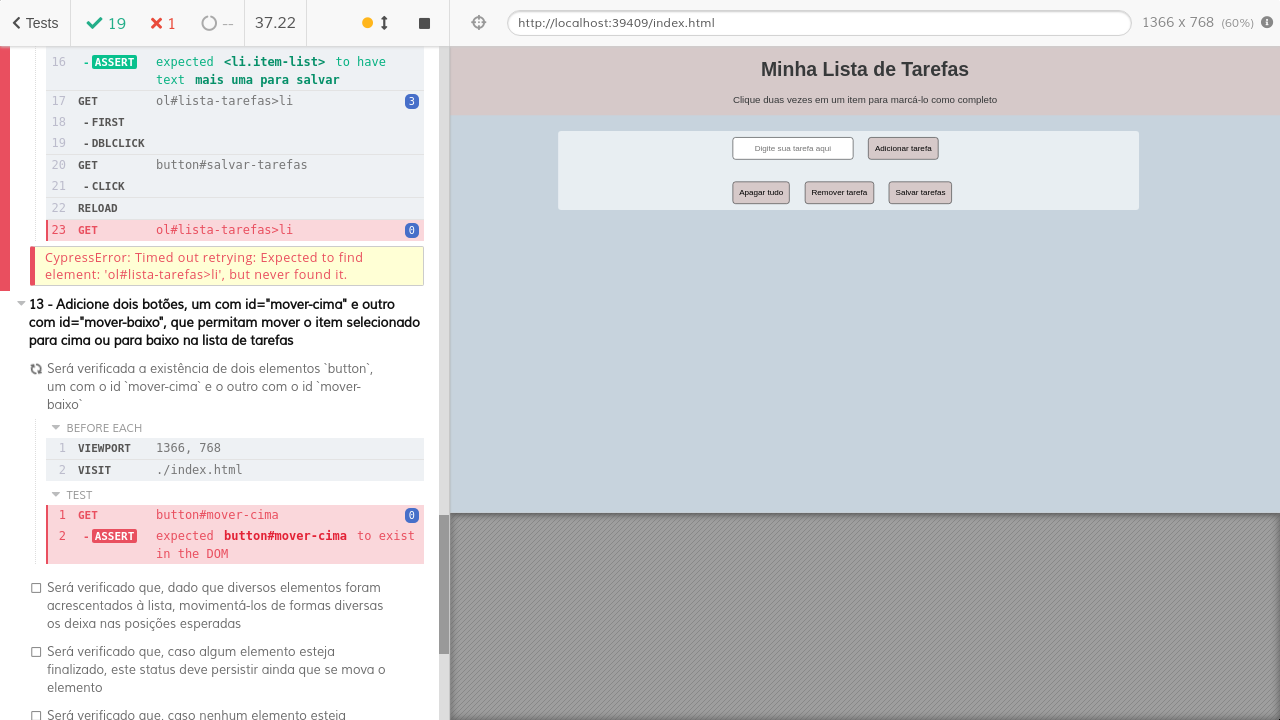 Tests 19 1 -- 37.22
16 - ASSERT expected <li.item-list> to have
text mais uma para salvar
17 GET ol#lista-tarefas>li 3
18 - FIRST
19 - DBLCLICK
20 GET button#salvar-tarefas
21 - CLICK
22 RELOAD
23 GET ol#lista-tarefas>li 0
CypressError: Timed out retrying: Expected to find
element: 'ol#lista-tarefas>li', but never found it.
13 - Adicione dois botões, um com id="mover-cima" e outro
com id="mover-baixo", que permitam mover o item selecionado
para cima ou para baixo na lista de tarefas
Será verificada a existência de dois elementos `button`,
um com o id `mover-cima` e o outro com o id `mover-
baixo`
BEFORE EACH
1 VIEWPORT 1366, 768
2 VISIT ./index.html
TEST
1 GET button#mover-cima 0
2 - ASSERT expected button#mover-cima to exist
in the DOM
Será verificado que, dado que diversos elementos foram
acrescentados à lista, movimentá-los de formas diversas
os deixa nas posições esperadas
Será verificado que, caso algum elemento esteja
finalizado, este status deve persistir ainda que se mova o
elemento
Será verificado que, caso nenhum elemento esteja
http://localhost:39409/index.html 1366 x 768 (60%)
Minha Lista de Tarefas
Clique duas vezes em um item para marcá-lo como completo
Digite sua tarefa aqui Adicionar tarefa
Apagar tudo Remover tarefa Salvar tarefas